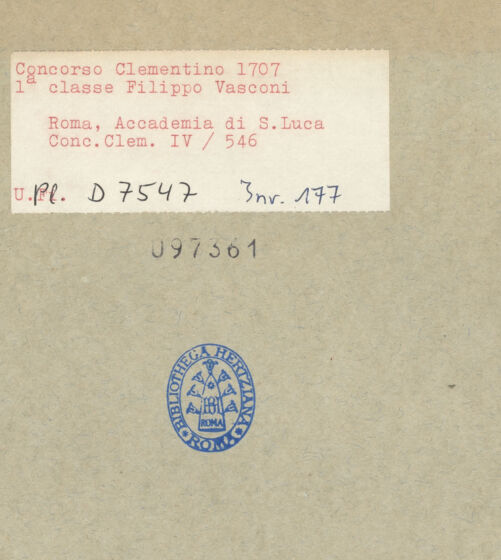 Concorso Clementino 1707
1ª classe Filippo Vasconi
Roma, Accademia di S.Luca
Conc.Clem. IV / 546
Pl. D 7547 Inv. 177
097361
BIBLIOTHECA HERTZIANA
ROMA
ROMA